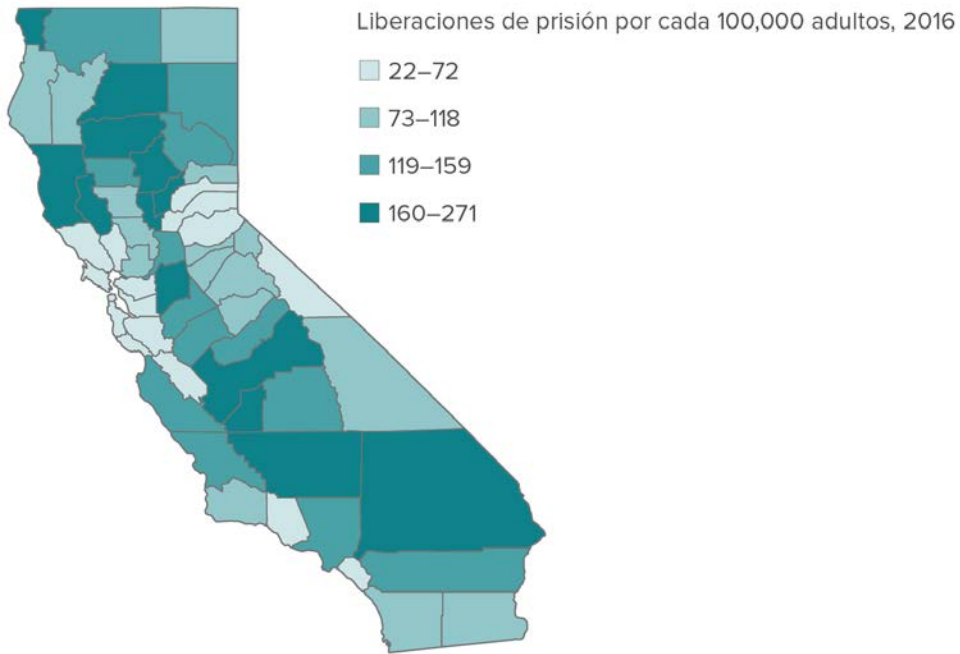 Liberaciones de prisión por cada 100,000 adultos, 2016
22–72
73–118
119–159
160–271